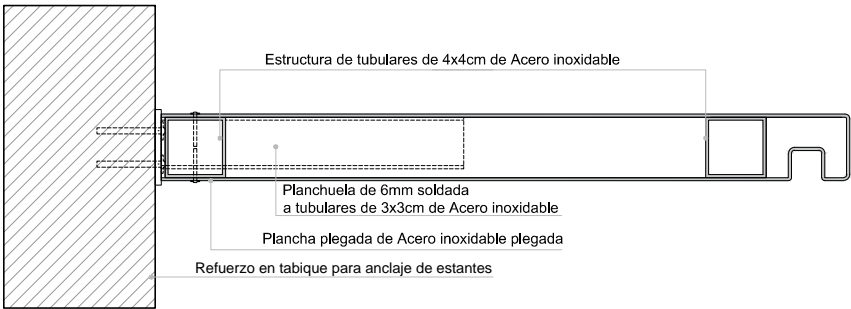 Estructura de tubulares de 4x4cm de Acero inoxidable
Planchuela de 6mm soldada
a tubulares de 3x3cm de Acero inoxidable
Plancha plegada de Acero inoxidable plegada
Refuerzo en tabique para anclaje de estantes